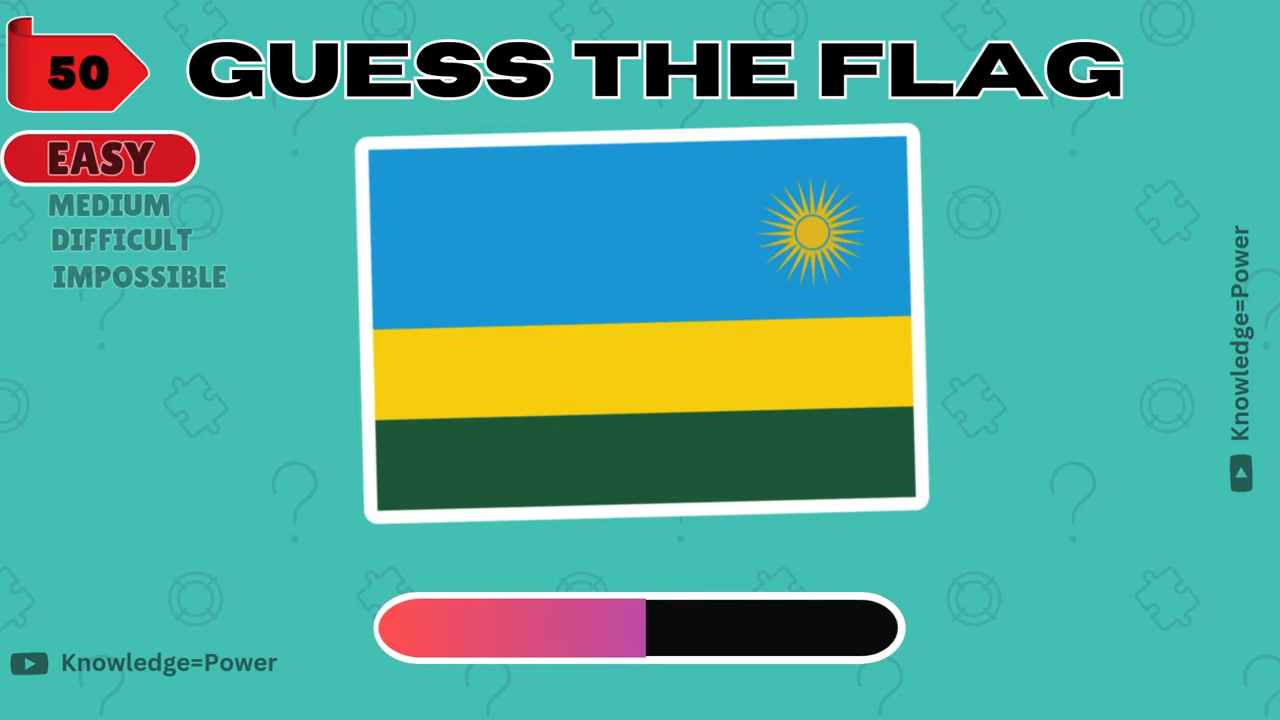 50
GUESS THE FLAG
EASY
MEDIUM
DIFFICULT
IMPOSSIBLE
Knowledge=Power
Knowledge=Power